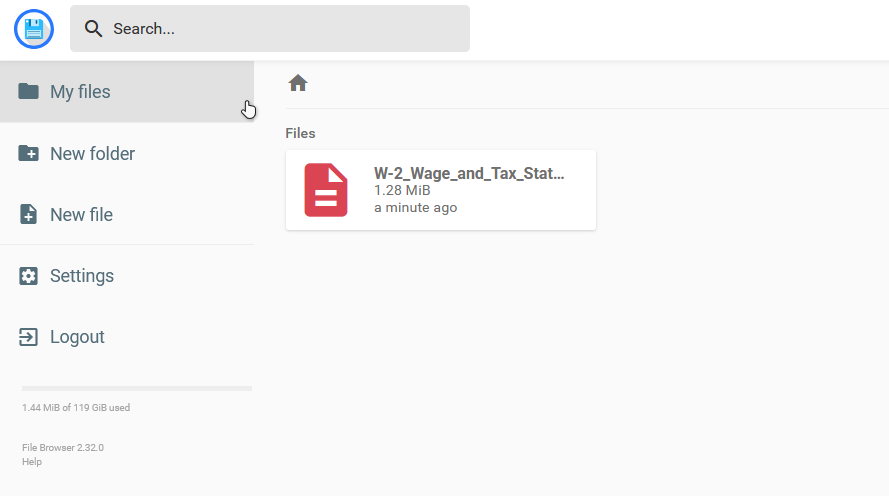 Search...
My files
New folder
New file
Settings
Logout
1.44 MiB of 119 GiB used
File Browser 2.32.0
Help
Files
W-2_Wage_and_Tax_Stat...
1.28 MiB
a minute ago